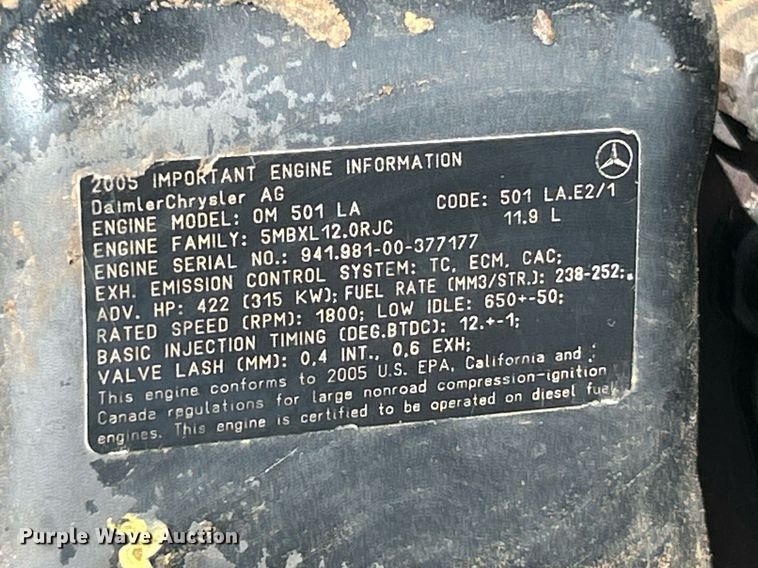 2005 IMPORTANT ENGINE INFORMATION
DaimlerChrysler AG
ENGINE MODEL: OM 501 LA CODE: 501 LA.E2/1
ENGINE FAMILY: 5MBXL12.0RJC 11.9 L
ENGINE SERIAL NO.: 941.981-00-377177
EXH. EMISSION CONTROL SYSTEM: TC, ECM, CAC;
ADV. HP: 422 (315 KW); FUEL RATE (MM3/STR.): 238-252;
RATED SPEED (RPM): 1800; LOW IDLE: 650+-50;
BASIC INJECTION TIMING (DEG.BTDC): 12.+-1;
VALVE LASH (MM): 0,4 INT., 0,6 EXH;
This engine conforms to 2005 U.S. EPA, California and
Canada regulations for large nonroad compression-ignition
engines. This engine is certified to be operated on diesel fuel
Purple Wave Auction